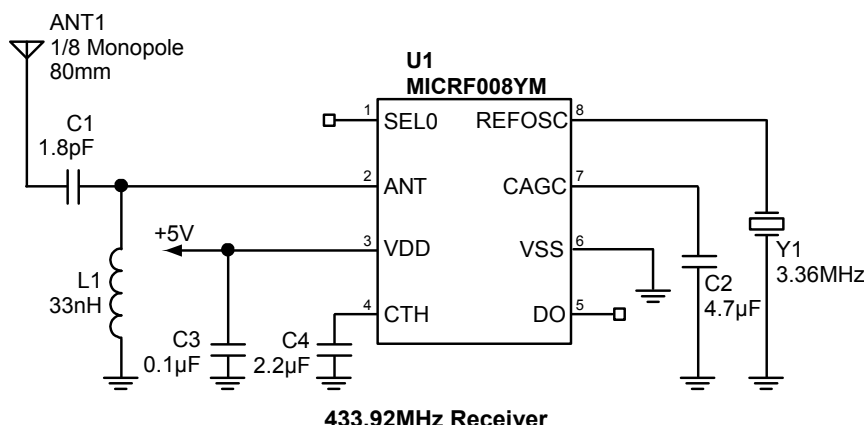 ANT1
1/8 Monopole
80mm
U1
MICRF008YM
C1
1.8pF
1
SEL0
REFOSC
8
2
ANT
CAGC
7
+5V
3
VDD
VSS
6
Y1
3.36MHz
L1
33nH
C2
4.7µF
4
CTH
DO
5
C3
0.1µF
C4
2.2µF
433.92MHz Receiver